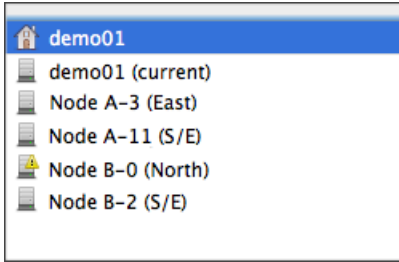 demo01
demo01 (current)
Node A-3 (East)
Node A-11 (S/E)
Node B-0 (North)
Node B-2 (S/E)